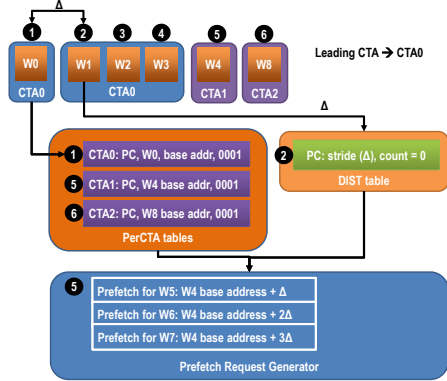 Δ
1 2 3 4 5 6
Leading CTA → CTA0
W0 W1 W2 W3 W4 W8
CTA0 CTA0 CTA1 CTA2
Δ
1 CTA0: PC, W0, base addr, 0001
5 CTA1: PC, W4 base addr, 0001
6 CTA2: PC, W8 base addr, 0001
PerCTA tables
2 PC: stride (Δ), count = 0
DIST table
5 Prefetch for W5: W4 base address + Δ
Prefetch for W6: W4 base address + 2Δ
Prefetch for W7: W4 base address + 3Δ
Prefetch Request Generator